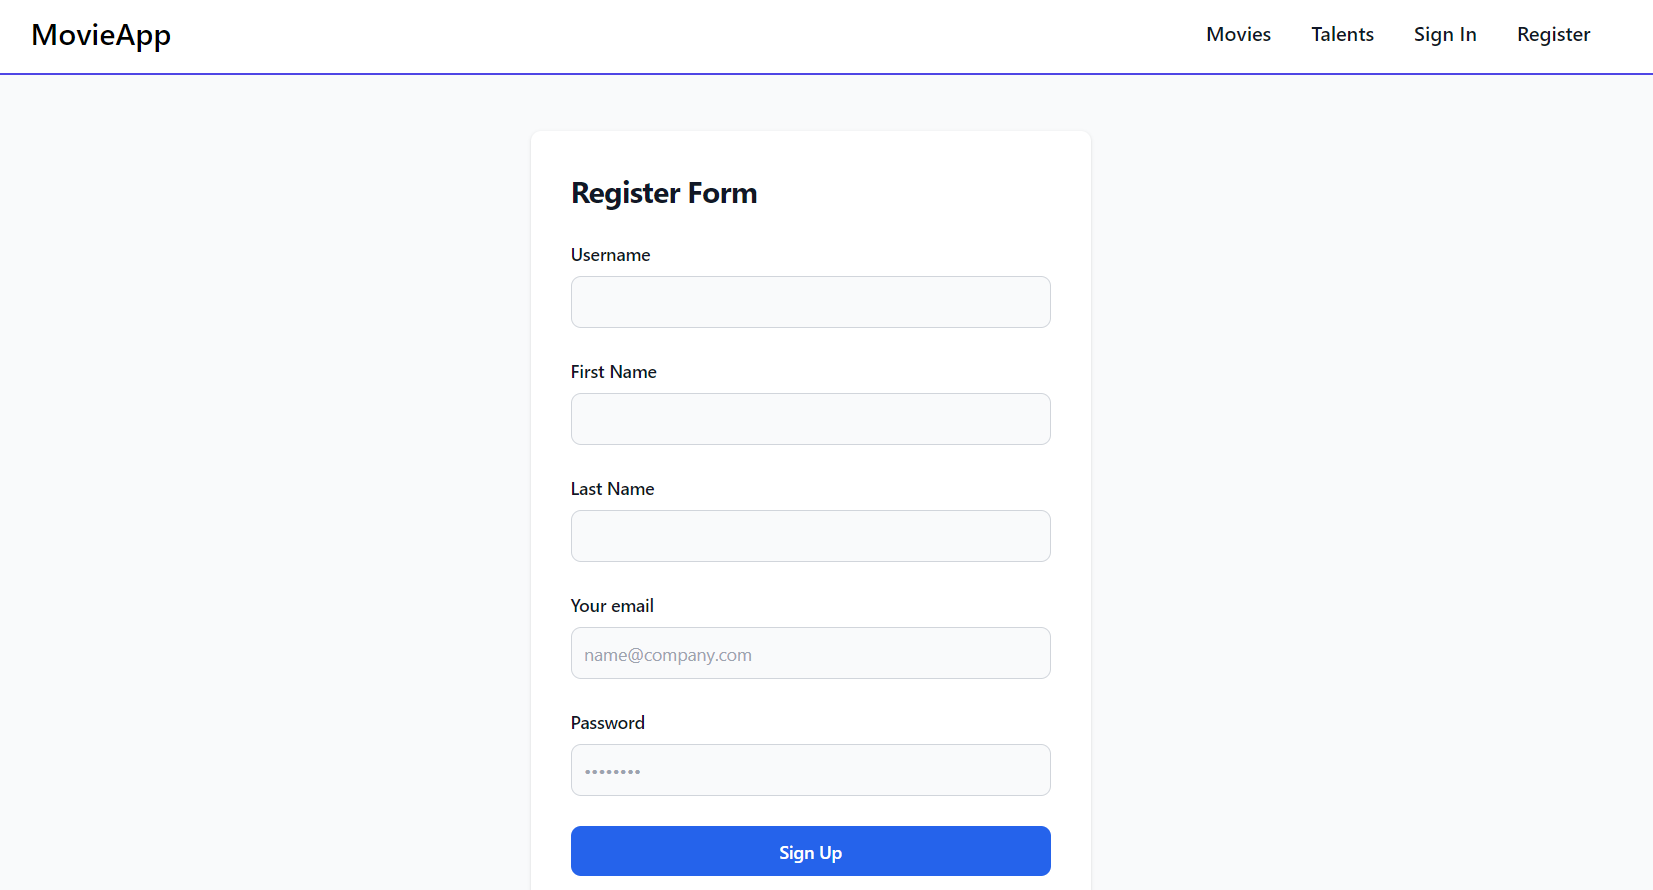 MovieApp
Movies Talents Sign In Register
Register Form
Username
First Name
Last Name
Your email
name@company.com
Password
••••••••
Sign Up